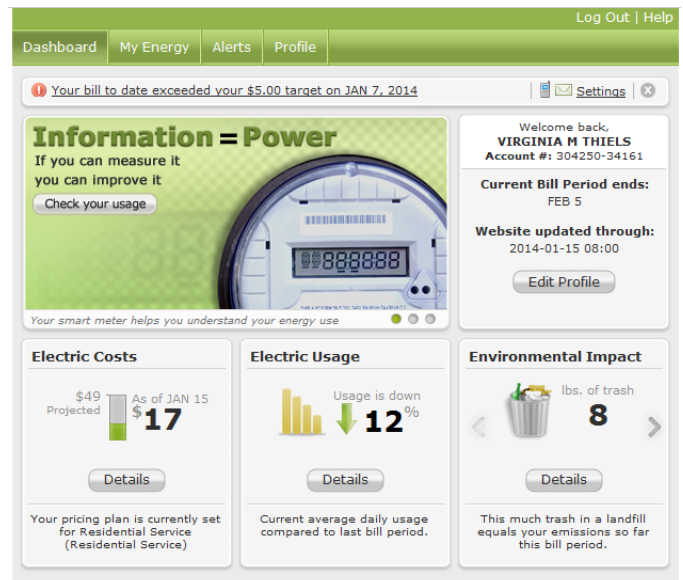 Log Out | Help
Dashboard
My Energy
Alerts
Profile
Your bill to date exceeded your $5.00 target on JAN 7, 2014
Settings
Information = Power
If you can measure it
you can improve it
Check your usage
888888
Your smart meter helps you understand your energy use
Welcome back,
VIRGINIA M THIELS
Account #: 304250-34161
Current Bill Period ends:
FEB 5
Website updated through:
2014-01-15 08:00
Edit Profile
Electric Costs
$49
Projected
As of JAN 15
$17
Details
Your pricing plan is currently set
for Residential Service
(Residential Service)
Electric Usage
Usage is down
12%
Details
Current average daily usage
compared to last bill period.
Environmental Impact
lbs. of trash
8
Details
This much trash in a landfill
equals your emissions so far
this bill period.